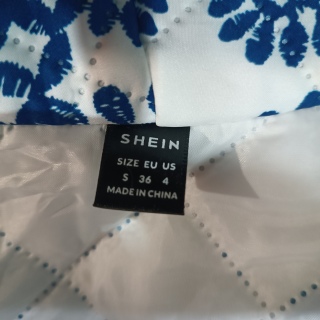 SHEIN
SIZE EU US
S 36 4
MADE IN CHINA